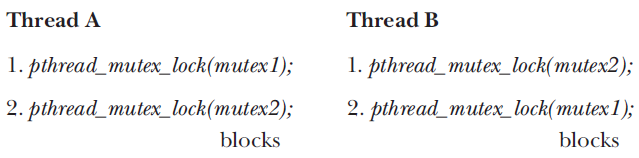 Thread A Thread B
1. pthread_mutex_lock(mutex1); 1. pthread_mutex_lock(mutex2);
2. pthread_mutex_lock(mutex2); 2. pthread_mutex_lock(mutex1);
blocks blocks